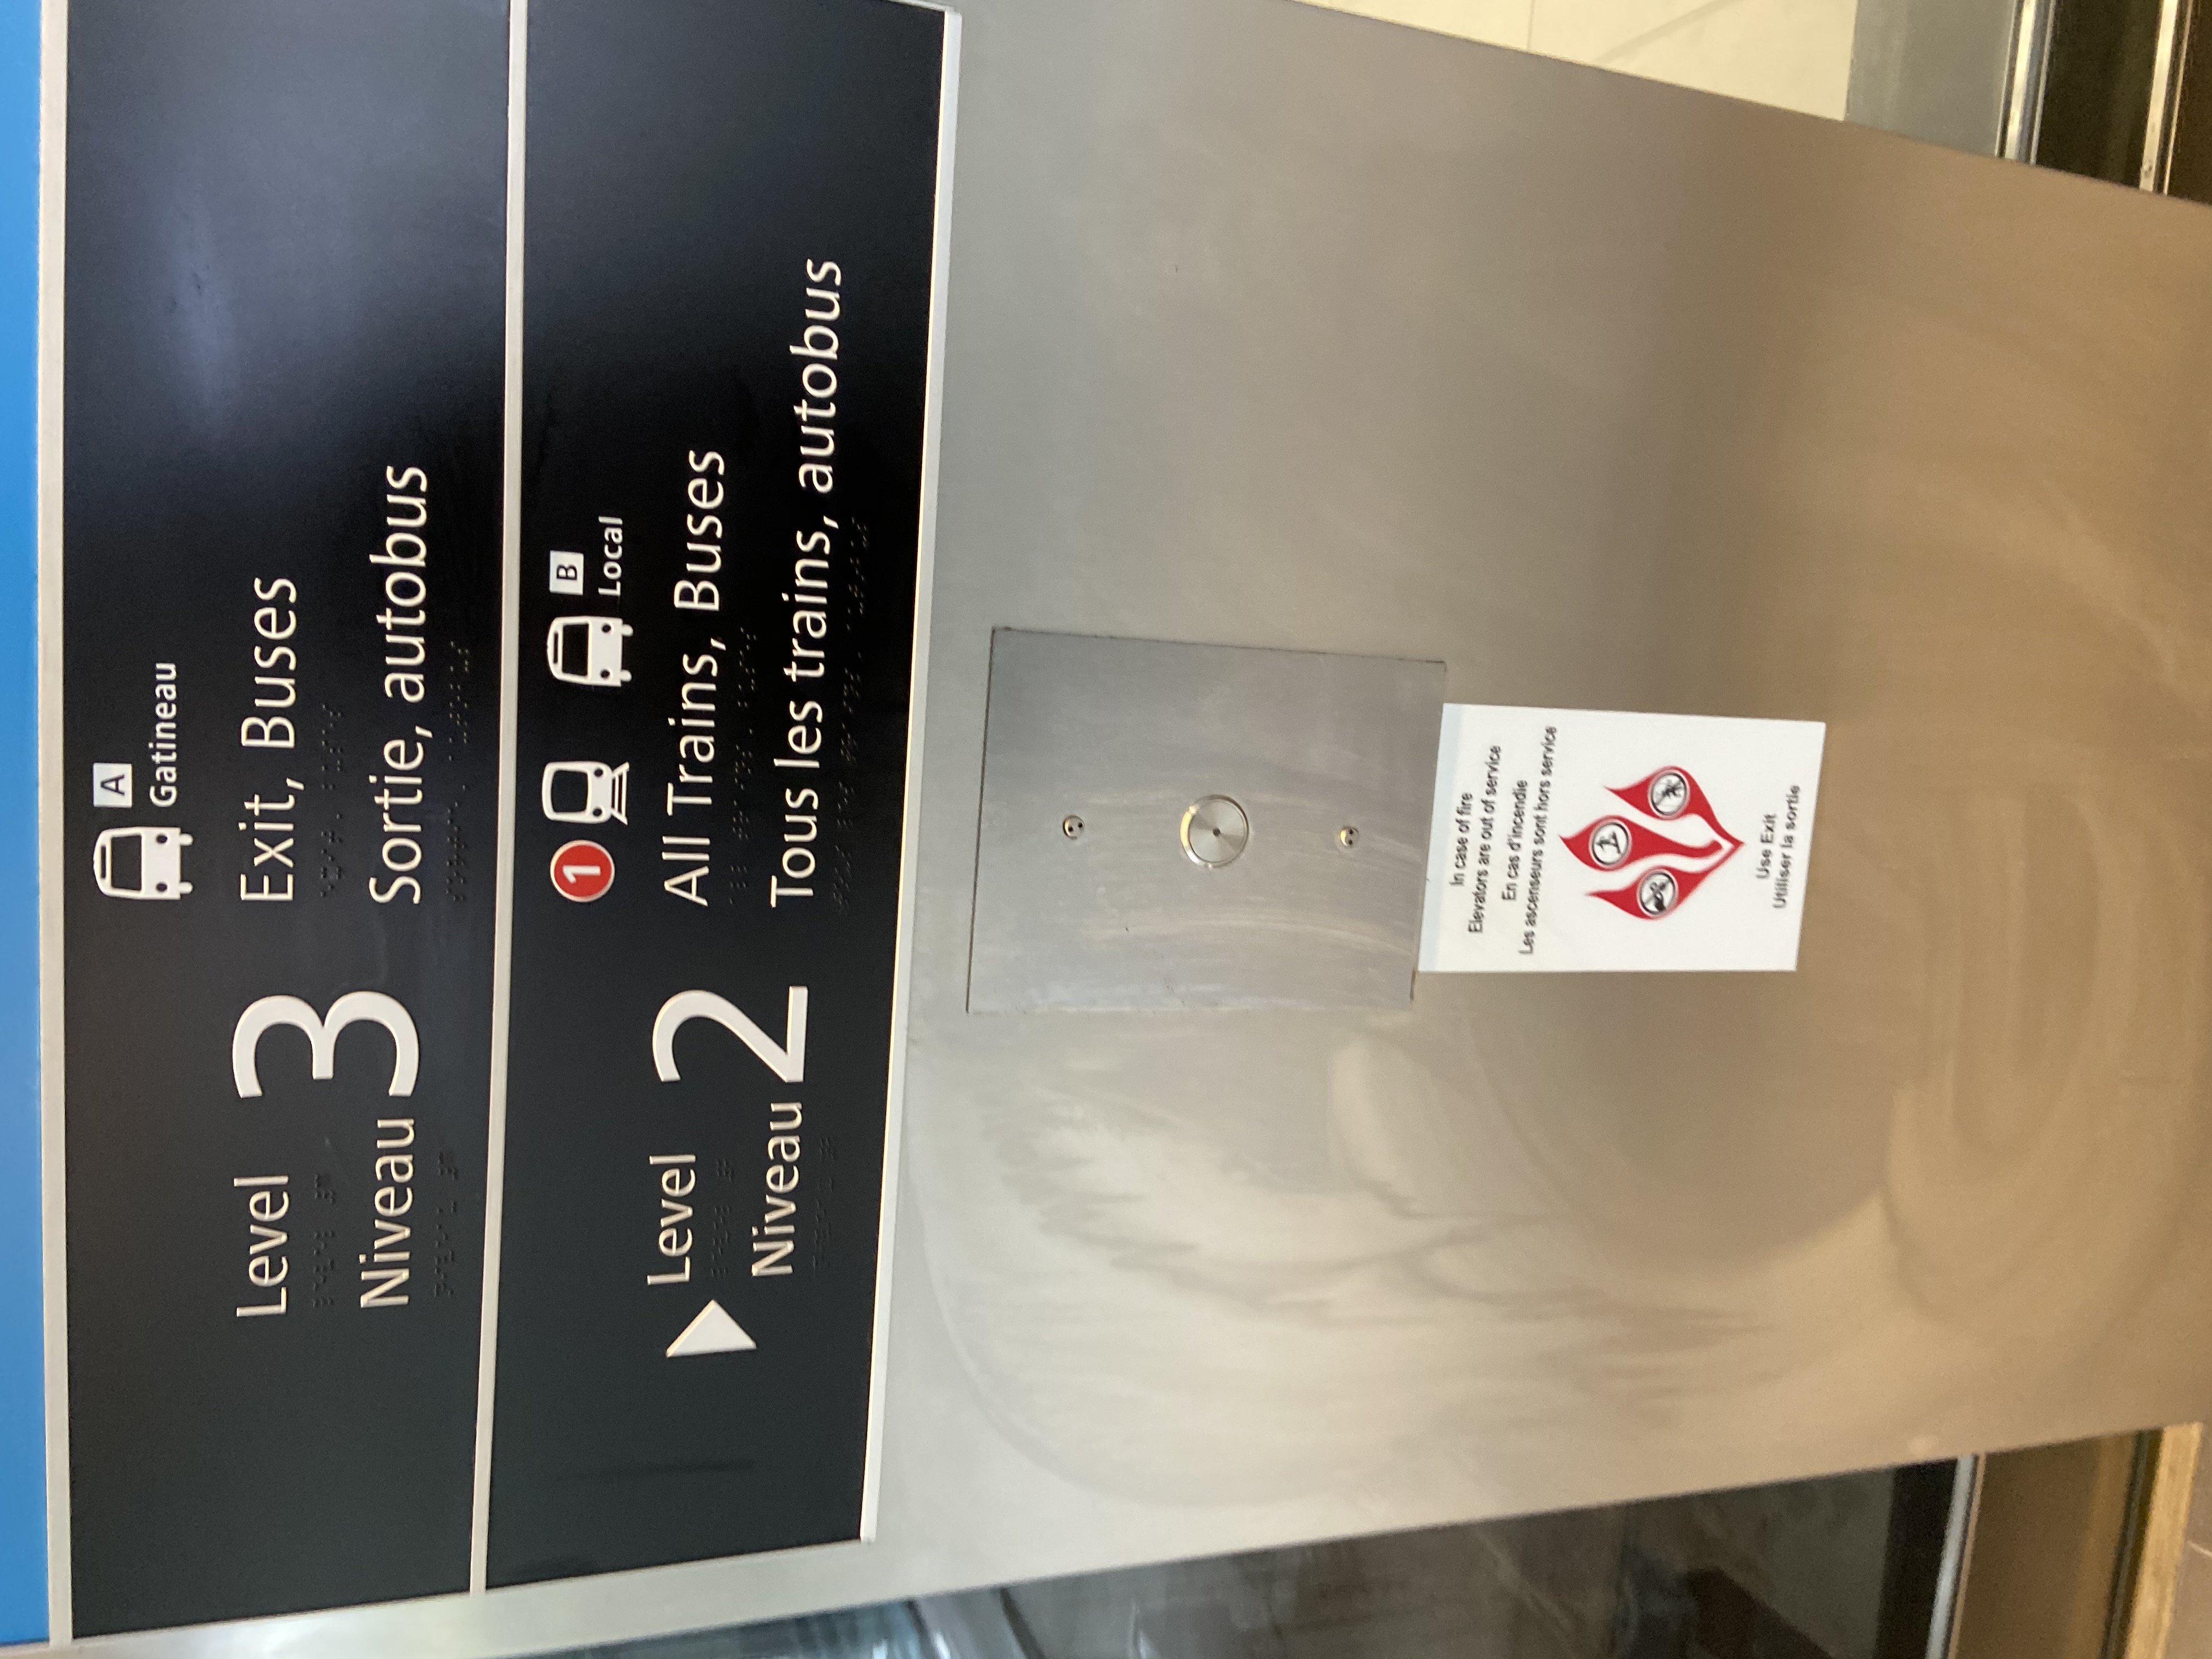 A
Gatineau
Level
Niveau
3
Exit, Buses
Sortie, autobus
1
B
Local
Level
Niveau
2
All Trains, Buses
Tous les trains, autobus
In case of fire
Elevators are out of service
En cas d'incendie
Les ascenseurs sont hors service
Use Exit
Utiliser la sortie